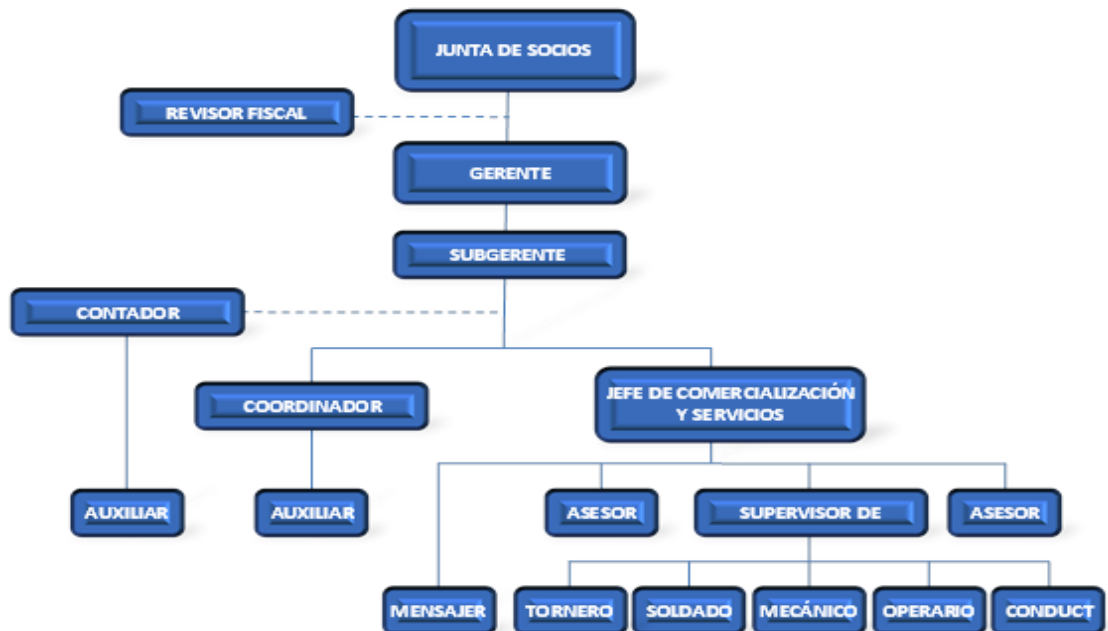 JUNTA DE SOCIOS
REVISOR FISCAL
GERENTE
SUBGERENTE
CONTADOR
COORDINADOR
JEFE DE COMERCIALIZACIÓN
Y SERVICIOS
AUXILIAR
AUXILIAR
ASESOR
SUPERVISOR DE
ASESOR
MENSAJER
TORNERO
SOLDADO
MECÁNICO
OPERARIO
CONDUCT